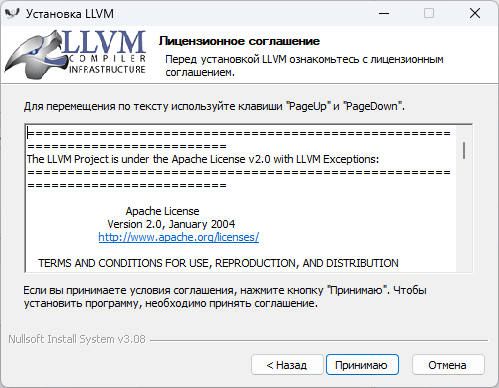 Установка LLVM
LLVM
COMPILER
INFRASTRUCTURE
Лицензионное соглашение
Перед установкой LLVM ознакомьтесь с лицензионным
соглашением.
Для перемещения по тексту используйте клавиши "PageUp" и "PageDown".
====================================================
=========================
The LLVM Project is under the Apache License v2.0 with LLVM Exceptions:
====================================================
=========================
Apache License
Version 2.0, January 2004
http://www.apache.org/licenses/
TERMS AND CONDITIONS FOR USE, REPRODUCTION, AND DISTRIBUTION
Если вы принимаете условия соглашения, нажмите кнопку "Принимаю". Чтобы
установить программу, необходимо принять соглашение.
Nullsoft Install System v3.08
< Назад
Принимаю
Отмена